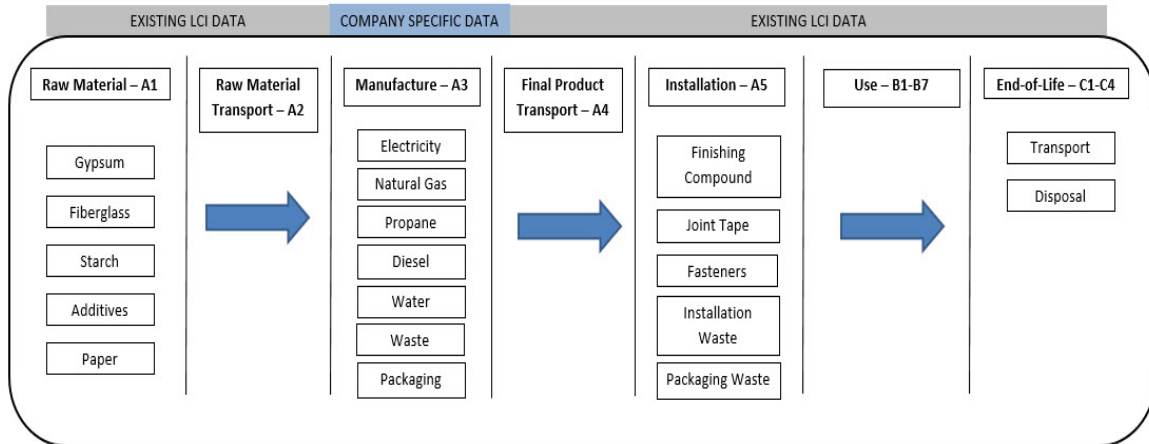 EXISTING LCI DATA
COMPANY SPECIFIC DATA
EXISTING LCI DATA
Raw Material – A1
Gypsum
Fiberglass
Starch
Additives
Paper
Raw Material
Transport – A2
Manufacture – A3
Electricity
Natural Gas
Propane
Diesel
Water
Waste
Packaging
Final Product
Transport – A4
Installation – A5
Finishing
Compound
Joint Tape
Fasteners
Installation
Waste
Packaging Waste
Use – B1-B7
End-of-Life – C1-C4
Transport
Disposal